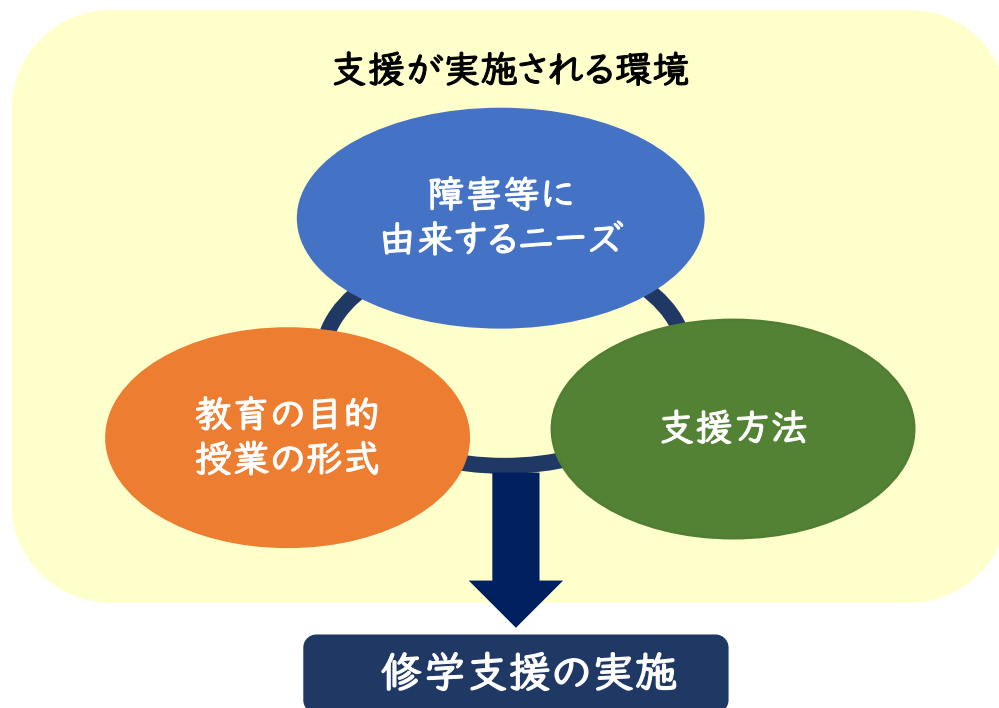 支援が実施される環境
障害等に
由来するニーズ
教育の目的
授業の形式
支援方法
修学支援の実施